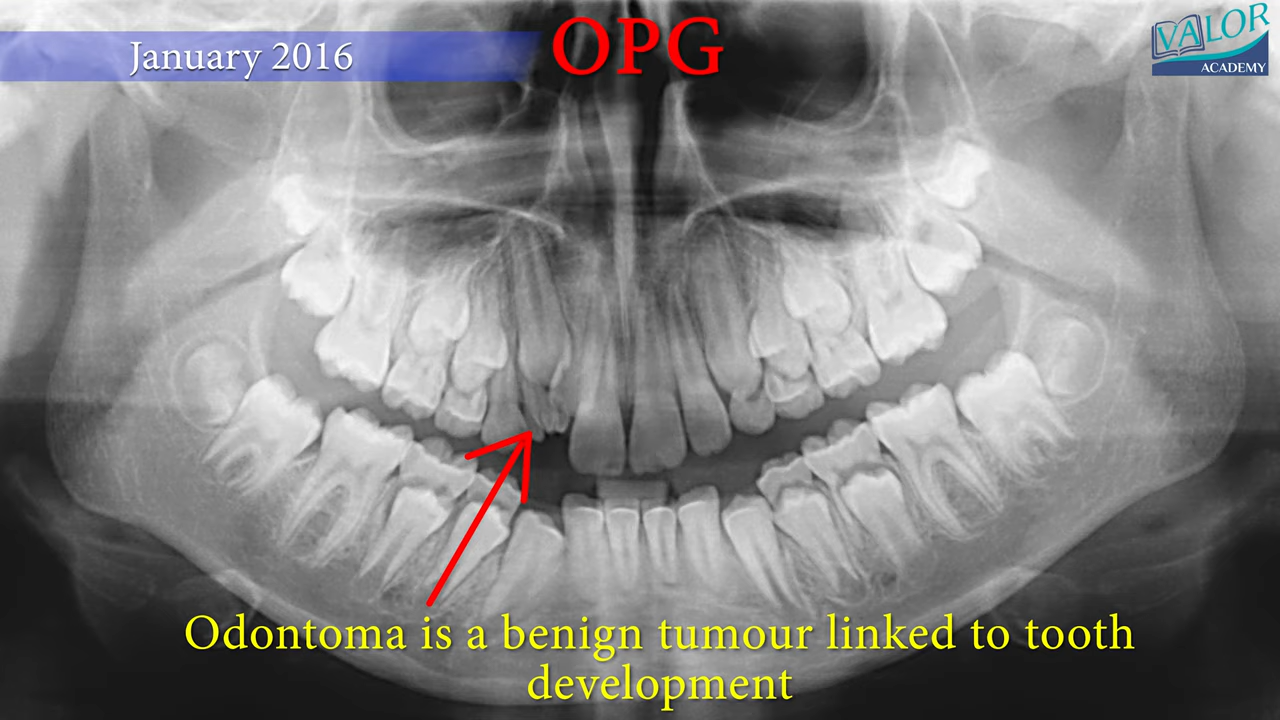 January 2016
OPG
VALOR
ACADEMY
Odontoma is a benign tumour linked to tooth
development